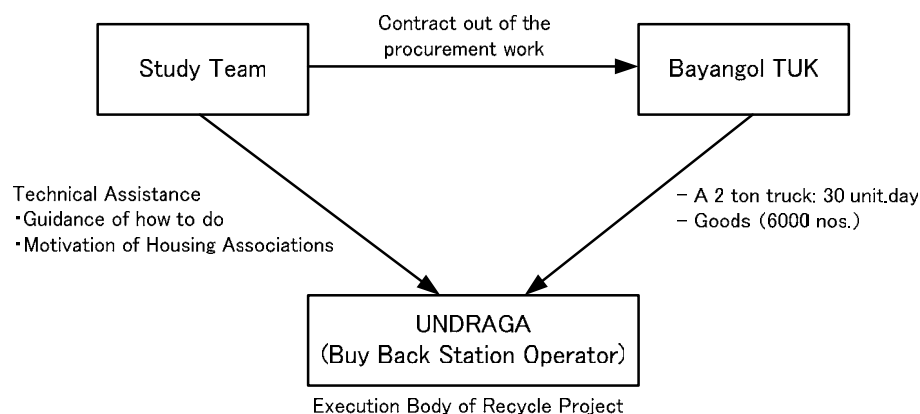 Contract out of the
procurement work
Study Team
Bayangol TUK
Technical Assistance
・Guidance of how to do
・Motivation of Housing Associations
− A 2 ton truck: 30 unit.day
− Goods (6000 nos.)
UNDRAGA
(Buy Back Station Operator)
Execution Body of Recycle Project